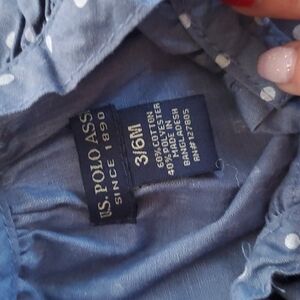 U.S. POLO ASS
SINCE 1890
3/6M
60% COTTON
40% POLYESTER
MADE IN
BANGLADESH
RN#127805